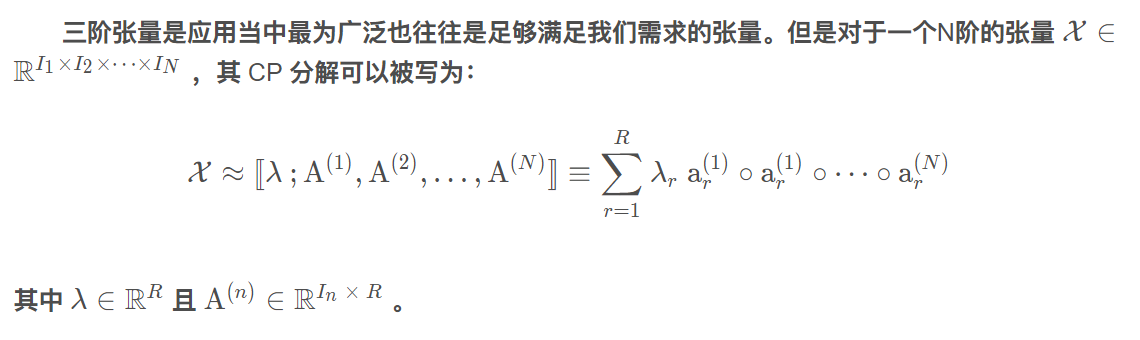 三阶张量是应用当中最为广泛也往往是足够满足我们需求的张量。但是对于一个N阶的张量 $\mathcal{X} \in$
$\mathbb{R}^{I_1 \times I_2 \times \cdots \times I_N}$ ，其 CP 分解可以被写为：
$\mathcal{X} \approx [\![ \lambda \, ; \mathrm{A}^{(1)}, \mathrm{A}^{(2)}, \ldots, \mathrm{A}^{(N)} ]\!] \equiv \sum_{r=1}^{R} \lambda_r \, \mathrm{a}_r^{(1)} \circ \mathrm{a}_r^{(1)} \circ \cdots \circ \mathrm{a}_r^{(N)}$
其中 $\lambda \in \mathbb{R}^R$ 且 $\mathrm{A}^{(n)} \in \mathbb{R}^{I_n \times R}$ 。